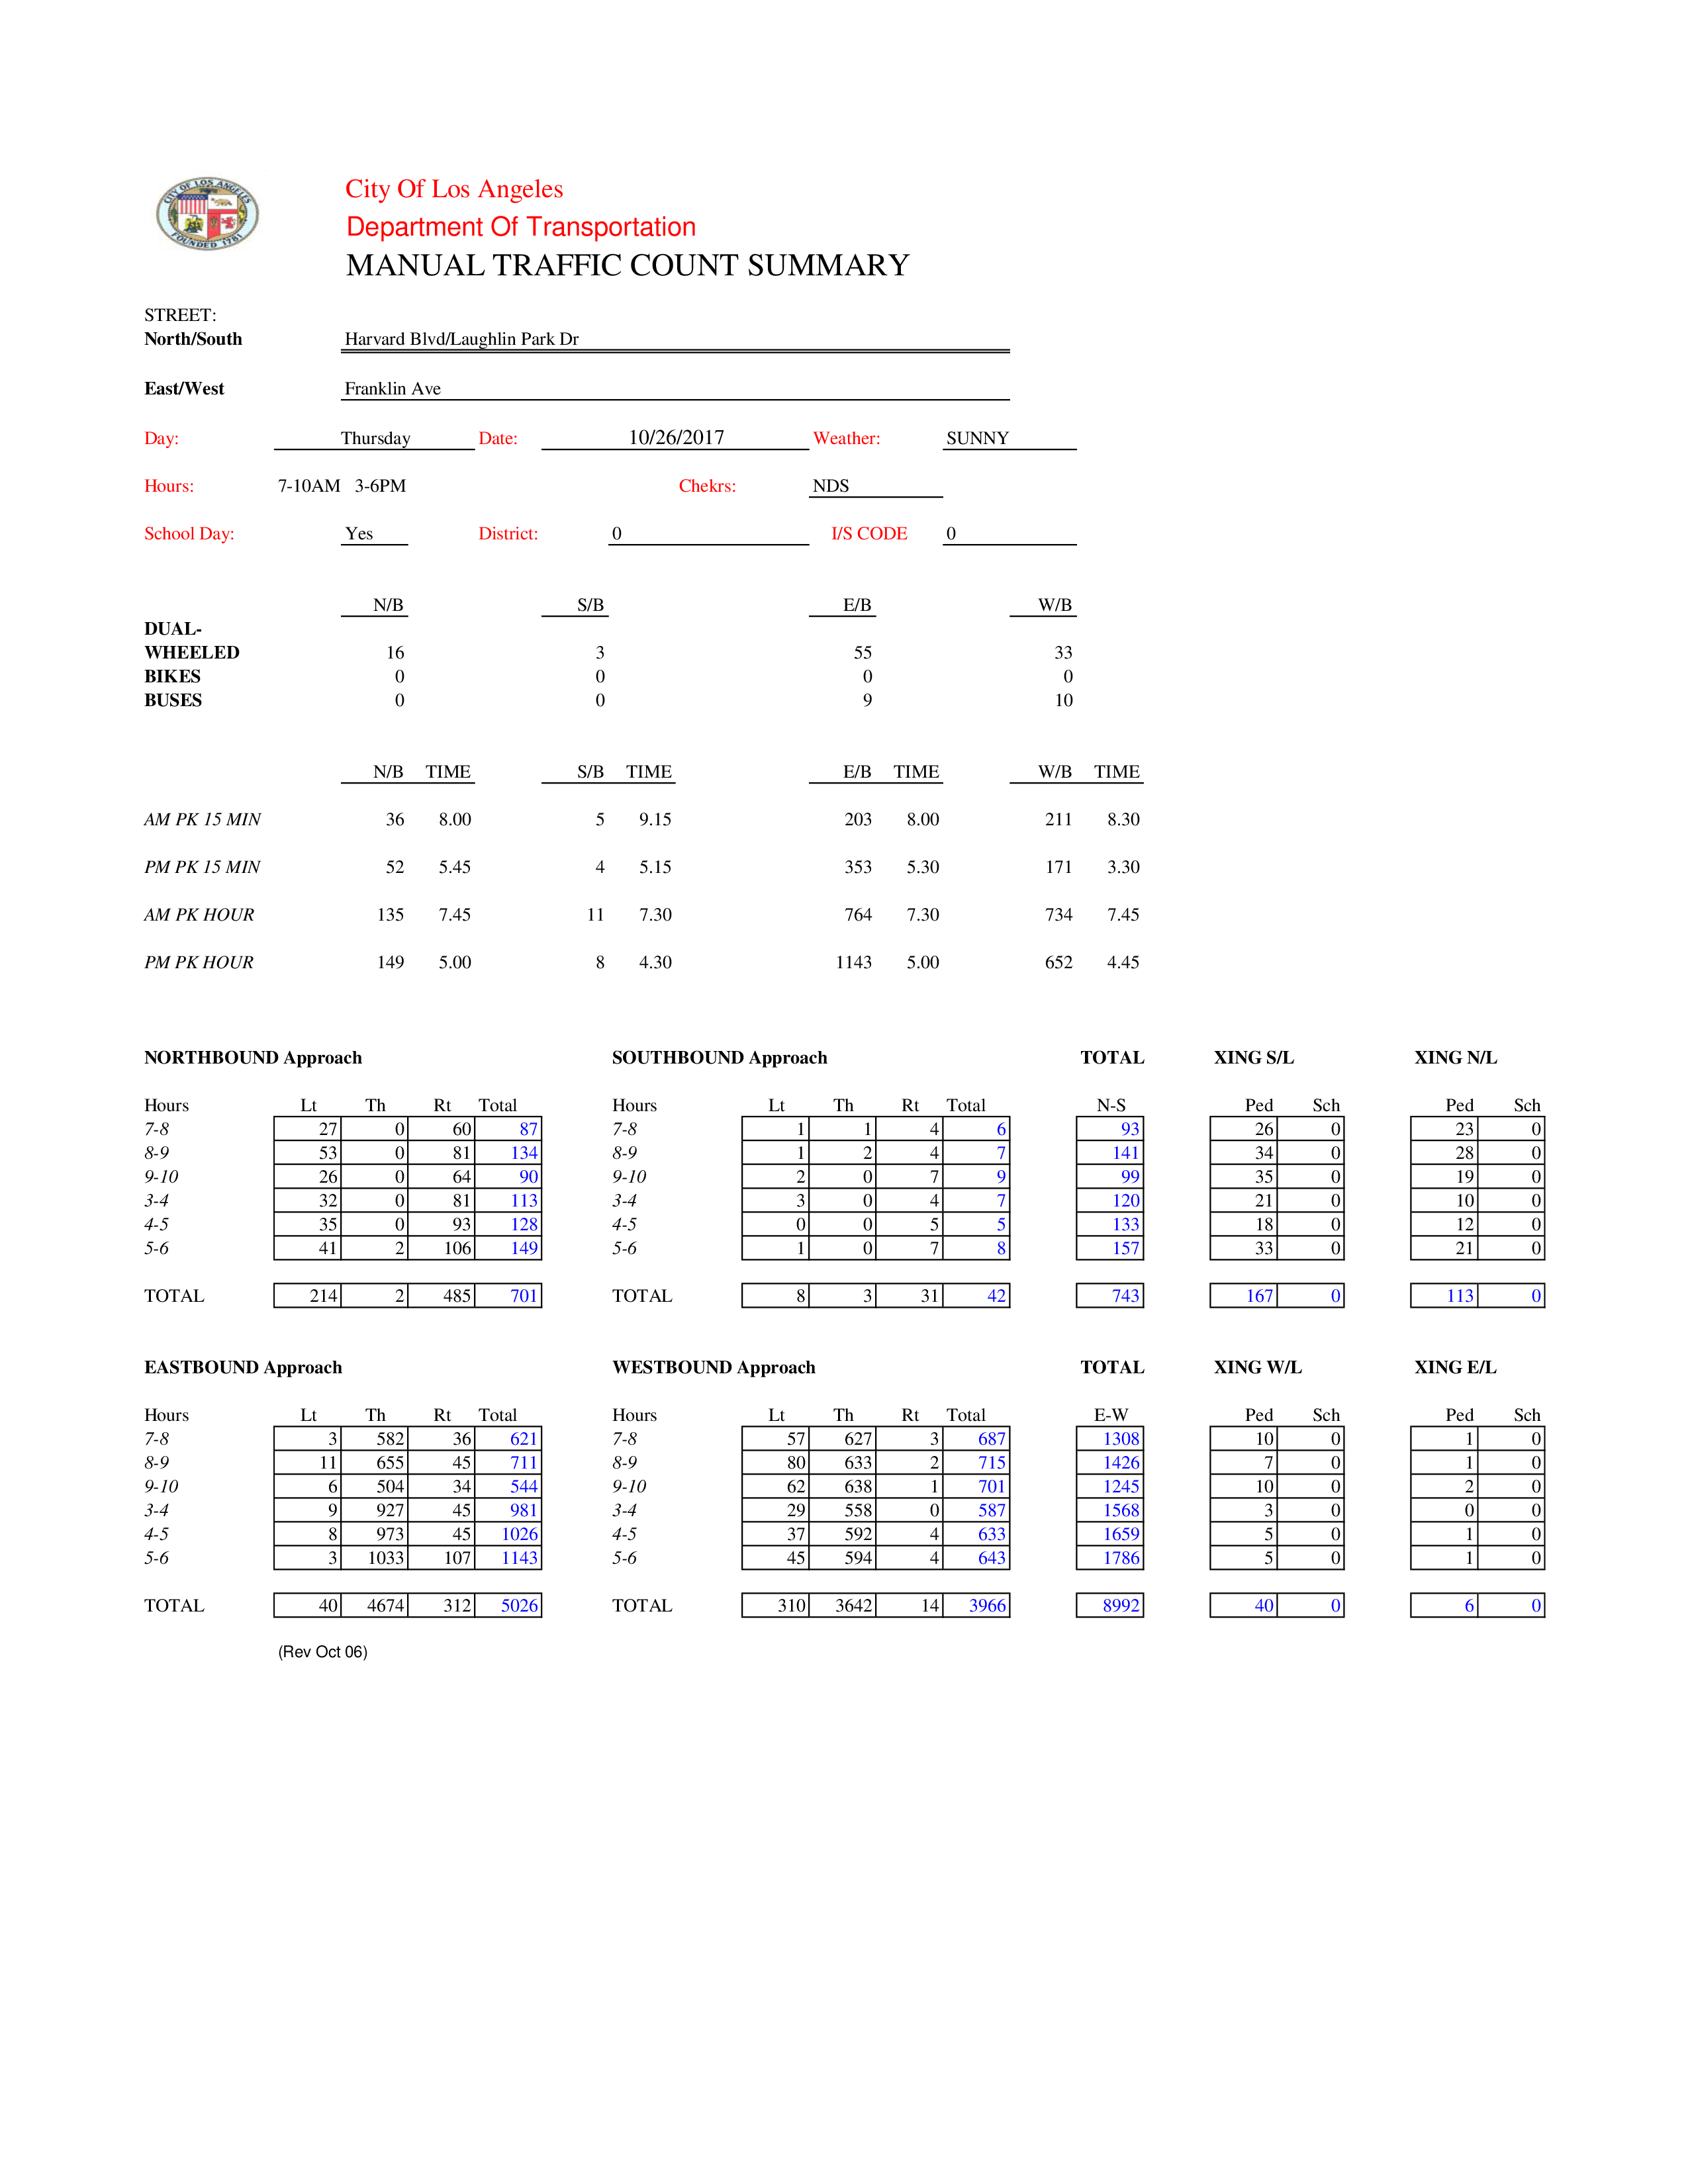 CITY OF LOS ANGELES
FOUNDED 1781
City Of Los Angeles
Department Of Transportation
MANUAL TRAFFIC COUNT SUMMARY
STREET:
North/South Harvard Blvd/Laughlin Park Dr
East/West Franklin Ave
Day: Thursday Date: 10/26/2017 Weather: SUNNY
Hours: 7-10AM 3-6PM Chekrs: NDS
School Day: Yes District: 0 I/S CODE 0
N/B S/B E/B W/B
DUAL-
WHEELED 16 3 55 33
BIKES 0 0 0 0
BUSES 0 0 9 10
N/B TIME S/B TIME E/B TIME W/B TIME
AM PK 15 MIN 36 8.00 5 9.15 203 8.00 211 8.30
PM PK 15 MIN 52 5.45 4 5.15 353 5.30 171 3.30
AM PK HOUR 135 7.45 11 7.30 764 7.30 734 7.45
PM PK HOUR 149 5.00 8 4.30 1143 5.00 652 4.45
NORTHBOUND Approach SOUTHBOUND Approach TOTAL XING S/L XING N/L
Hours Lt Th Rt Total Hours Lt Th Rt Total N-S Ped Sch Ped Sch
7-8 27 0 60 87 7-8 1 1 4 6 93 26 0 23 0
8-9 53 0 81 134 8-9 1 2 4 7 141 34 0 28 0
9-10 26 0 64 90 9-10 2 0 7 9 99 35 0 19 0
3-4 32 0 81 113 3-4 3 0 4 7 120 21 0 10 0
4-5 35 0 93 128 4-5 0 0 5 5 133 18 0 12 0
5-6 41 2 106 149 5-6 1 0 7 8 157 33 0 21 0
TOTAL 214 2 485 701 TOTAL 8 3 31 42 743 167 0 113 0
EASTBOUND Approach WESTBOUND Approach TOTAL XING W/L XING E/L
Hours Lt Th Rt Total Hours Lt Th Rt Total E-W Ped Sch Ped Sch
7-8 3 582 36 621 7-8 57 627 3 687 1308 10 0 1 0
8-9 11 655 45 711 8-9 80 633 2 715 1426 7 0 1 0
9-10 6 504 34 544 9-10 62 638 1 701 1245 10 0 2 0
3-4 9 927 45 981 3-4 29 558 0 587 1568 3 0 0 0
4-5 8 973 45 1026 4-5 37 592 4 633 1659 5 0 1 0
5-6 3 1033 107 1143 5-6 45 594 4 643 1786 5 0 1 0
TOTAL 40 4674 312 5026 TOTAL 310 3642 14 3966 8992 40 0 6 0
(Rev Oct 06)